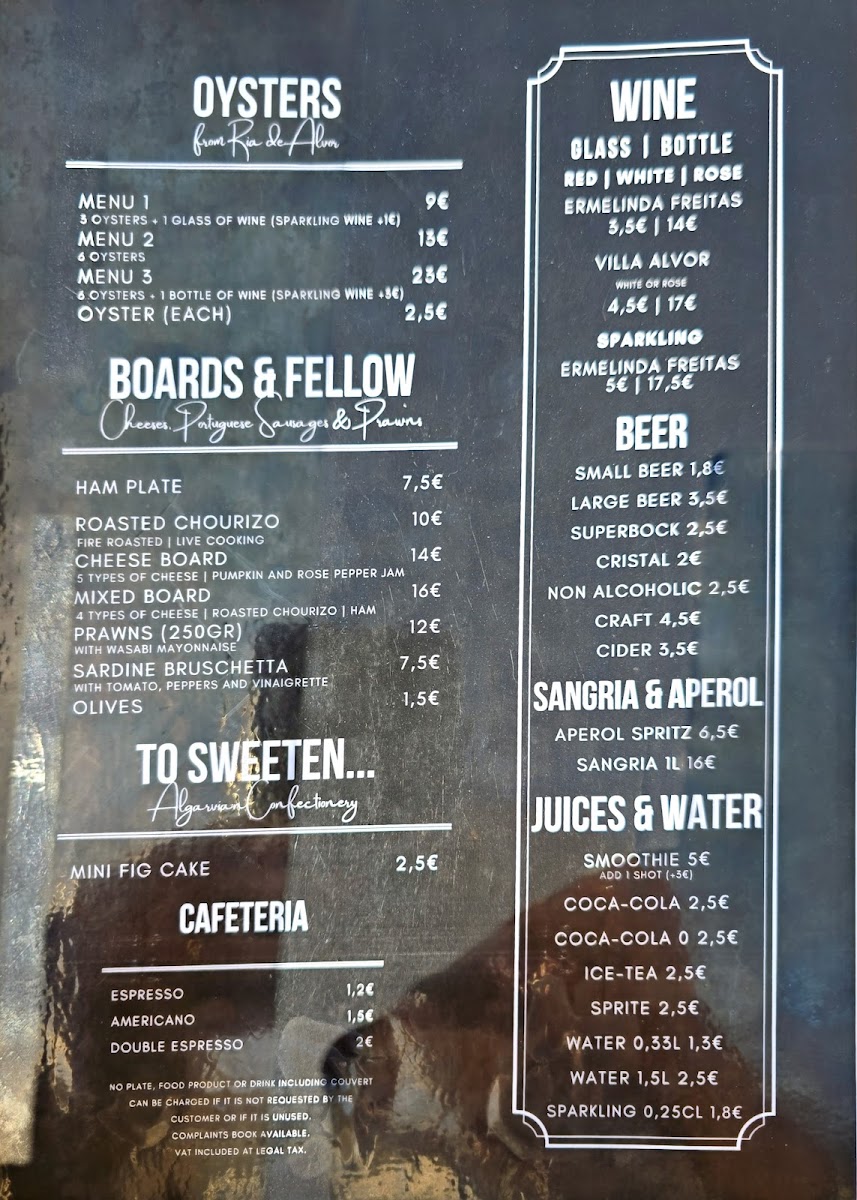 OYSTERS
from Ria de Alvor
MENU 1 9€
3 OYSTERS + 1 GLASS OF WINE (SPARKLING WINE +1€)
MENU 2 13€
6 OYSTERS
MENU 3 23€
6 OYSTERS + 1 BOTTLE OF WINE (SPARKLING WINE +3€)
OYSTER (EACH) 2,5€
BOARDS & FELLOW
Cheeses, Portuguese Sausages & Prawns
HAM PLATE 7,5€
ROASTED CHOURIZO 10€
FIRE ROASTED | LIVE COOKING
CHEESE BOARD 14€
5 TYPES OF CHEESE | PUMPKIN AND ROSE PEPPER JAM
MIXED BOARD 16€
4 TYPES OF CHEESE | ROASTED CHOURIZO | HAM
PRAWNS (250GR) 12€
WITH WASABI MAYONNAISE
SARDINE BRUSCHETTA 7,5€
WITH TOMATO, PEPPERS AND VINAIGRETTE
OLIVES 1,5€
TO SWEETEN...
Algarvian Confectionery
MINI FIG CAKE 2,5€
CAFETERIA
ESPRESSO 1,2€
AMERICANO 1,5€
DOUBLE ESPRESSO 2€
NO PLATE, FOOD PRODUCT OR DRINK INCLUDING COUVERT
CAN BE CHARGED IF IT IS NOT REQUESTED BY THE
CUSTOMER OR IF IT IS UNUSED.
COMPLAINTS BOOK AVAILABLE.
VAT INCLUDED AT LEGAL TAX.
WINE
GLASS | BOTTLE
RED | WHITE | ROSE
ERMELINDA FREITAS
3,5€ | 14€
VILLA ALVOR
WHITE OR ROSE
4,5€ | 17€
SPARKLING
ERMELINDA FREITAS
5€ | 17,5€
BEER
SMALL BEER 1,8€
LARGE BEER 3,5€
SUPERBOCK 2,5€
CRISTAL 2€
NON ALCOHOLIC 2,5€
CRAFT 4,5€
CIDER 3,5€
SANGRIA & APEROL
APEROL SPRITZ 6,5€
SANGRIA 1L 16€
JUICES & WATER
SMOOTHIE 5€
ADD 1 SHOT (+3€)
COCA-COLA 2,5€
COCA-COLA 0 2,5€
ICE-TEA 2,5€
SPRITE 2,5€
WATER 0,33L 1,3€
WATER 1,5L 2,5€
SPARKLING 0,25CL 1,8€